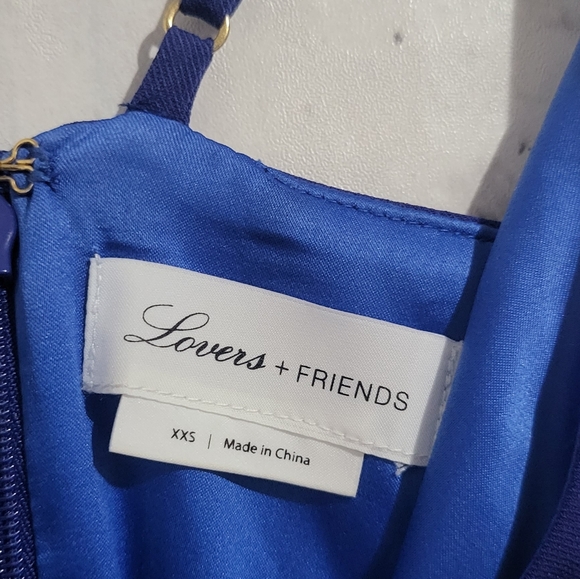 Lovers + FRIENDS
XXS | Made in China